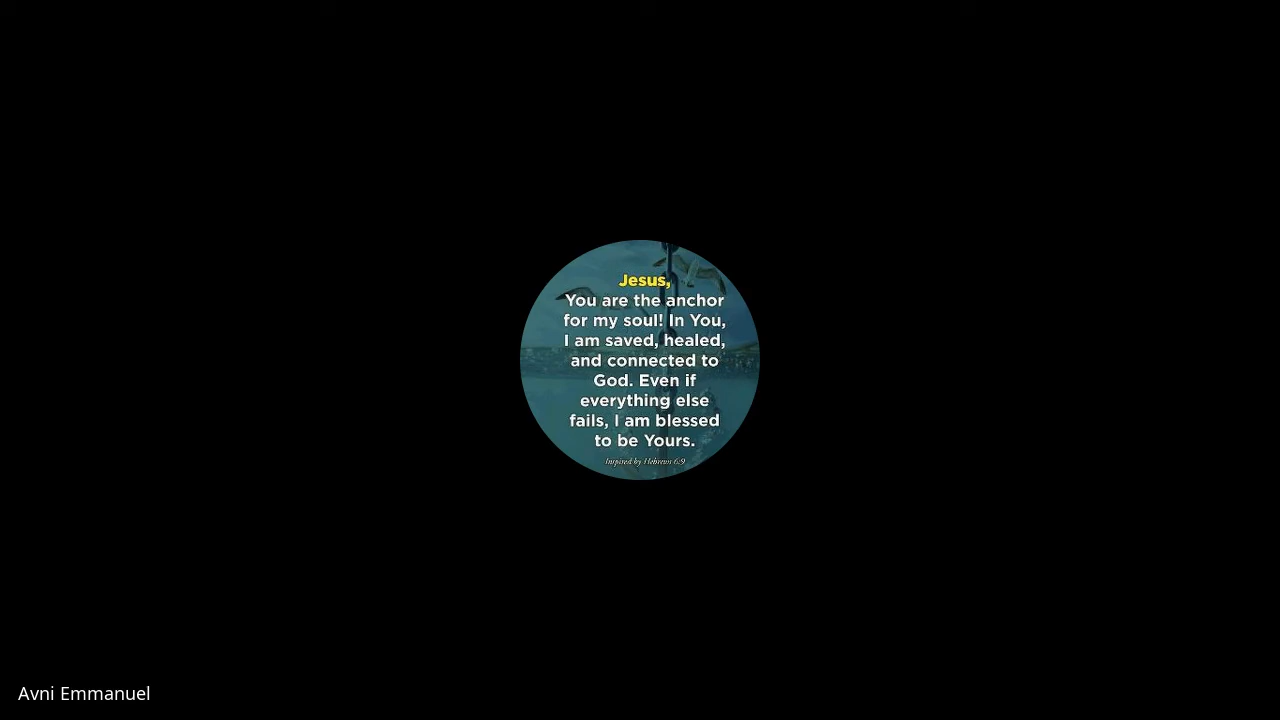 Jesus,
You are the anchor
for my soul! In You,
I am saved, healed,
and connected to
God. Even if
everything else
fails, I am blessed
to be Yours.
Inspired by Hebrews 6:9
Avni Emmanuel